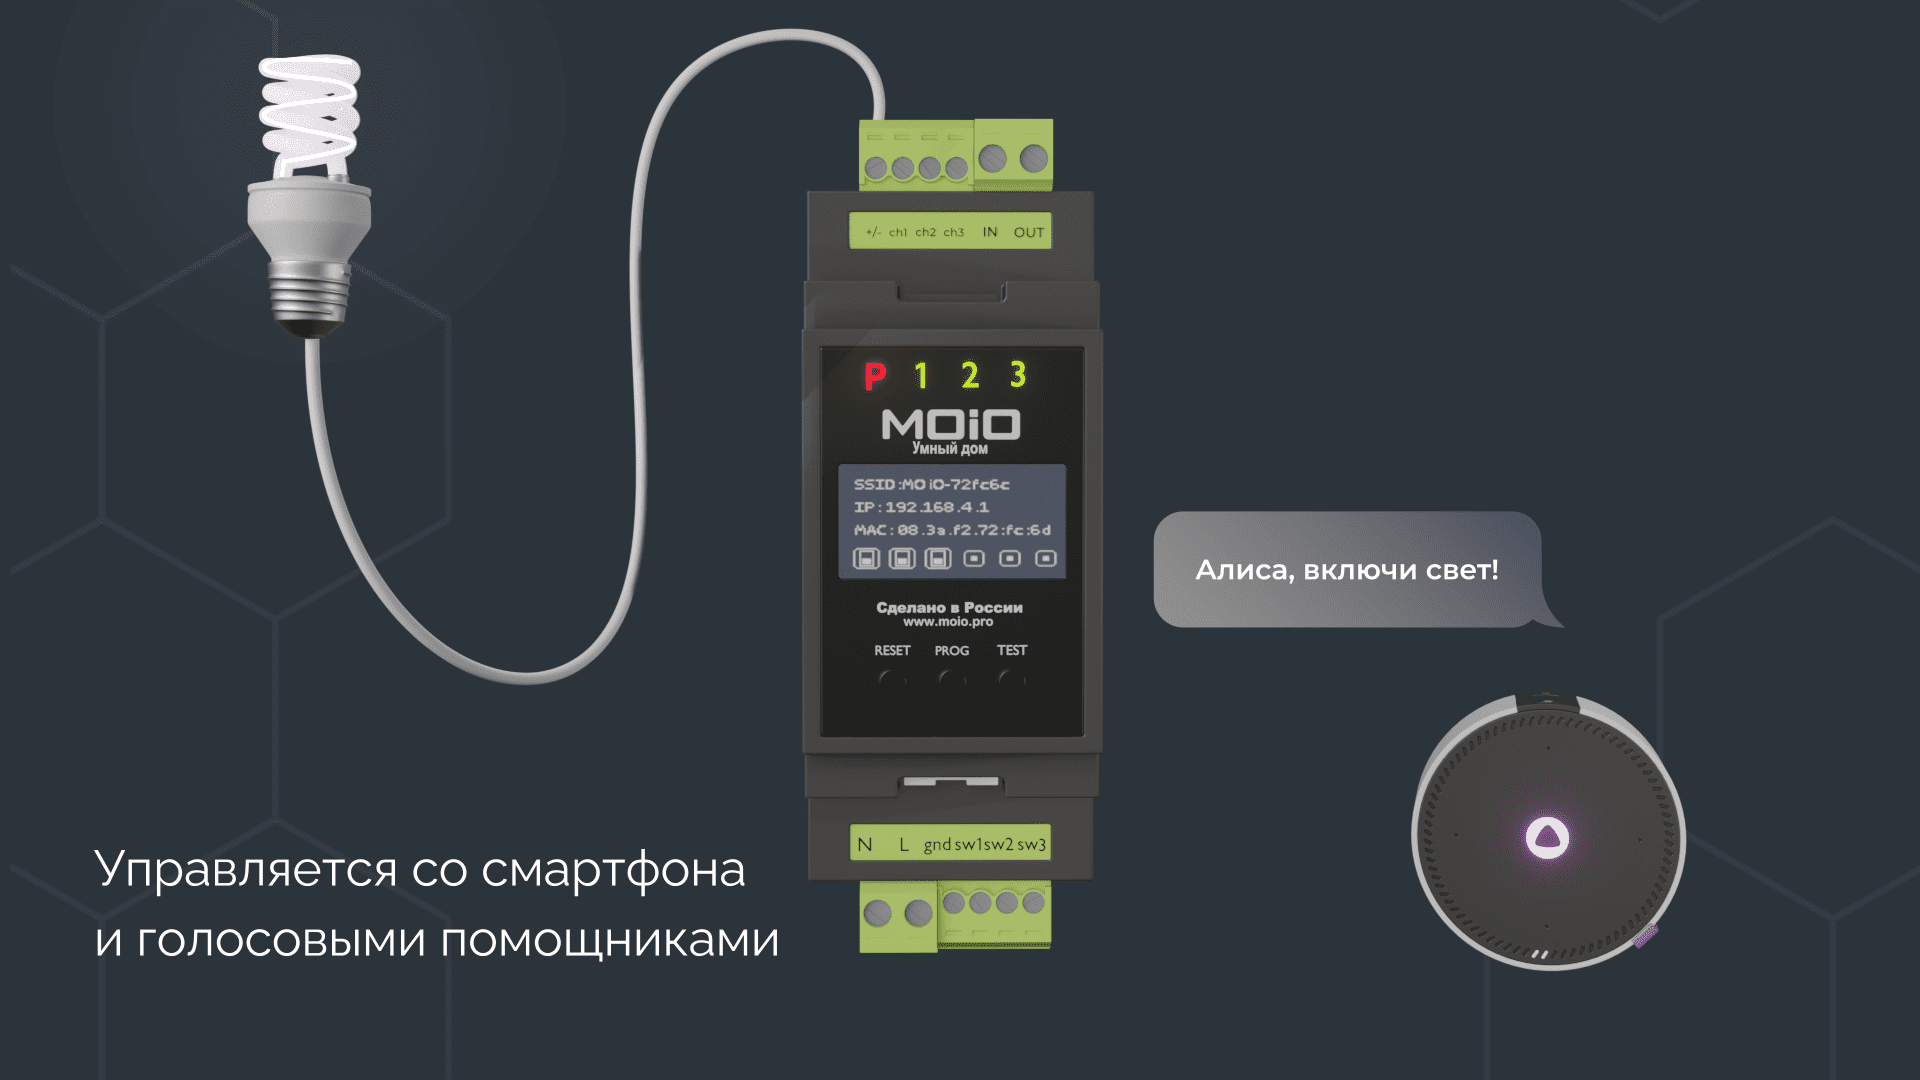 +/- ch1 ch2 ch3 IN OUT
P 1 2 3
MOiO
Умный дом
SSID:MOiO-72fc6c
IP:192.168.4.1
MAC:08.3a.f2.72:fc:6d
Сделано в России
www.moio.pro
RESET PROG TEST
Алиса, включи свет!
N L gnd sw1 sw2 sw3
Управляется со смартфона
и голосовыми помощниками